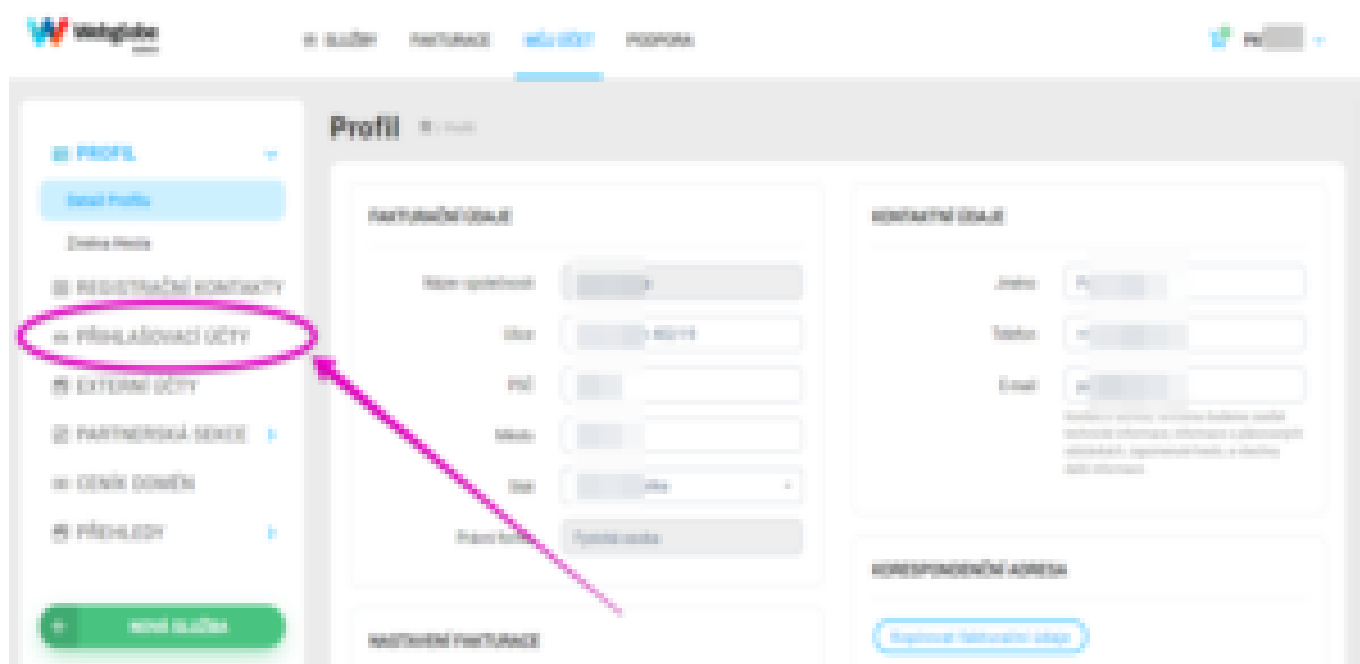 Webglobe
SLUŽBY FAKTURACE MŮJ ÚČET PODPORA
Profil
PROFIL
Detail Profilu
Změna Hesla
REGISTRAČNÍ KONTAKTY
PŘIHLAŠOVACÍ ÚČTY
EXTERNÍ ÚČTY
PARTNERSKÁ SEKCE
CENÍK DOMÉN
PŘEHLEDY
NOVÁ SLUŽBA
FAKTURAČNÍ ÚDAJE
Název společnosti
Ulice
PSČ
Město
Stát
Právní forma
Fyzická osoba
NASTAVENÍ FAKTURACE
KONTAKTNÍ ÚDAJE
Jméno
Telefon
E-mail
KORESPONDENČNÍ ADRESA
Kopírovat fakturační údaje